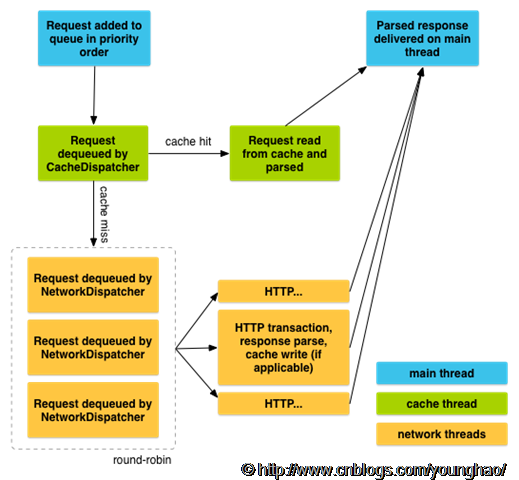 Request added to
queue in priority
order
Parsed response
delivered on main
thread
Request
dequeued by
CacheDispatcher
cache hit
Request read
from cache and
parsed
cache miss
Request dequeued by
NetworkDispatcher
Request dequeued by
NetworkDispatcher
Request dequeued by
NetworkDispatcher
round-robin
HTTP...
HTTP transaction,
response parse,
cache write (if
applicable)
HTTP...
main thread
cache thread
network threads
© http://www.cnblogs.com/younghao/